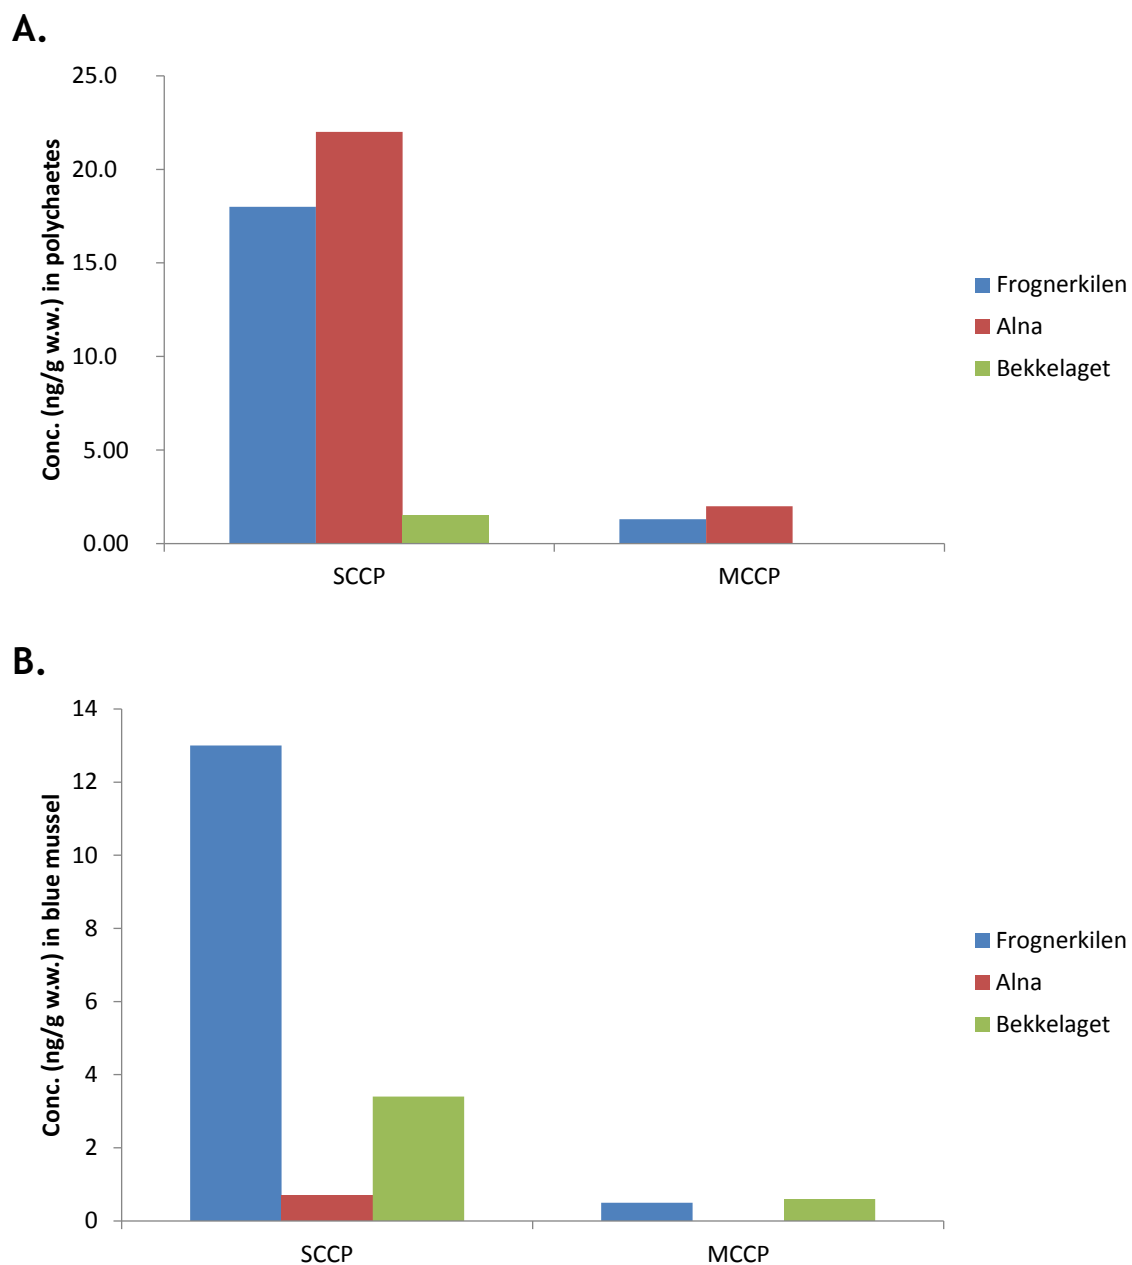 A.
Conc. (ng/g w.w.) in polychaetes
25.0
20.0
15.0
10.0
5.00
0.00
SCCP
MCCP
Frognerkilen
Alna
Bekkelaget
B.
Conc. (ng/g w.w.) in blue mussel
14
12
10
8
6
4
2
0
SCCP
MCCP
Frognerkilen
Alna
Bekkelaget